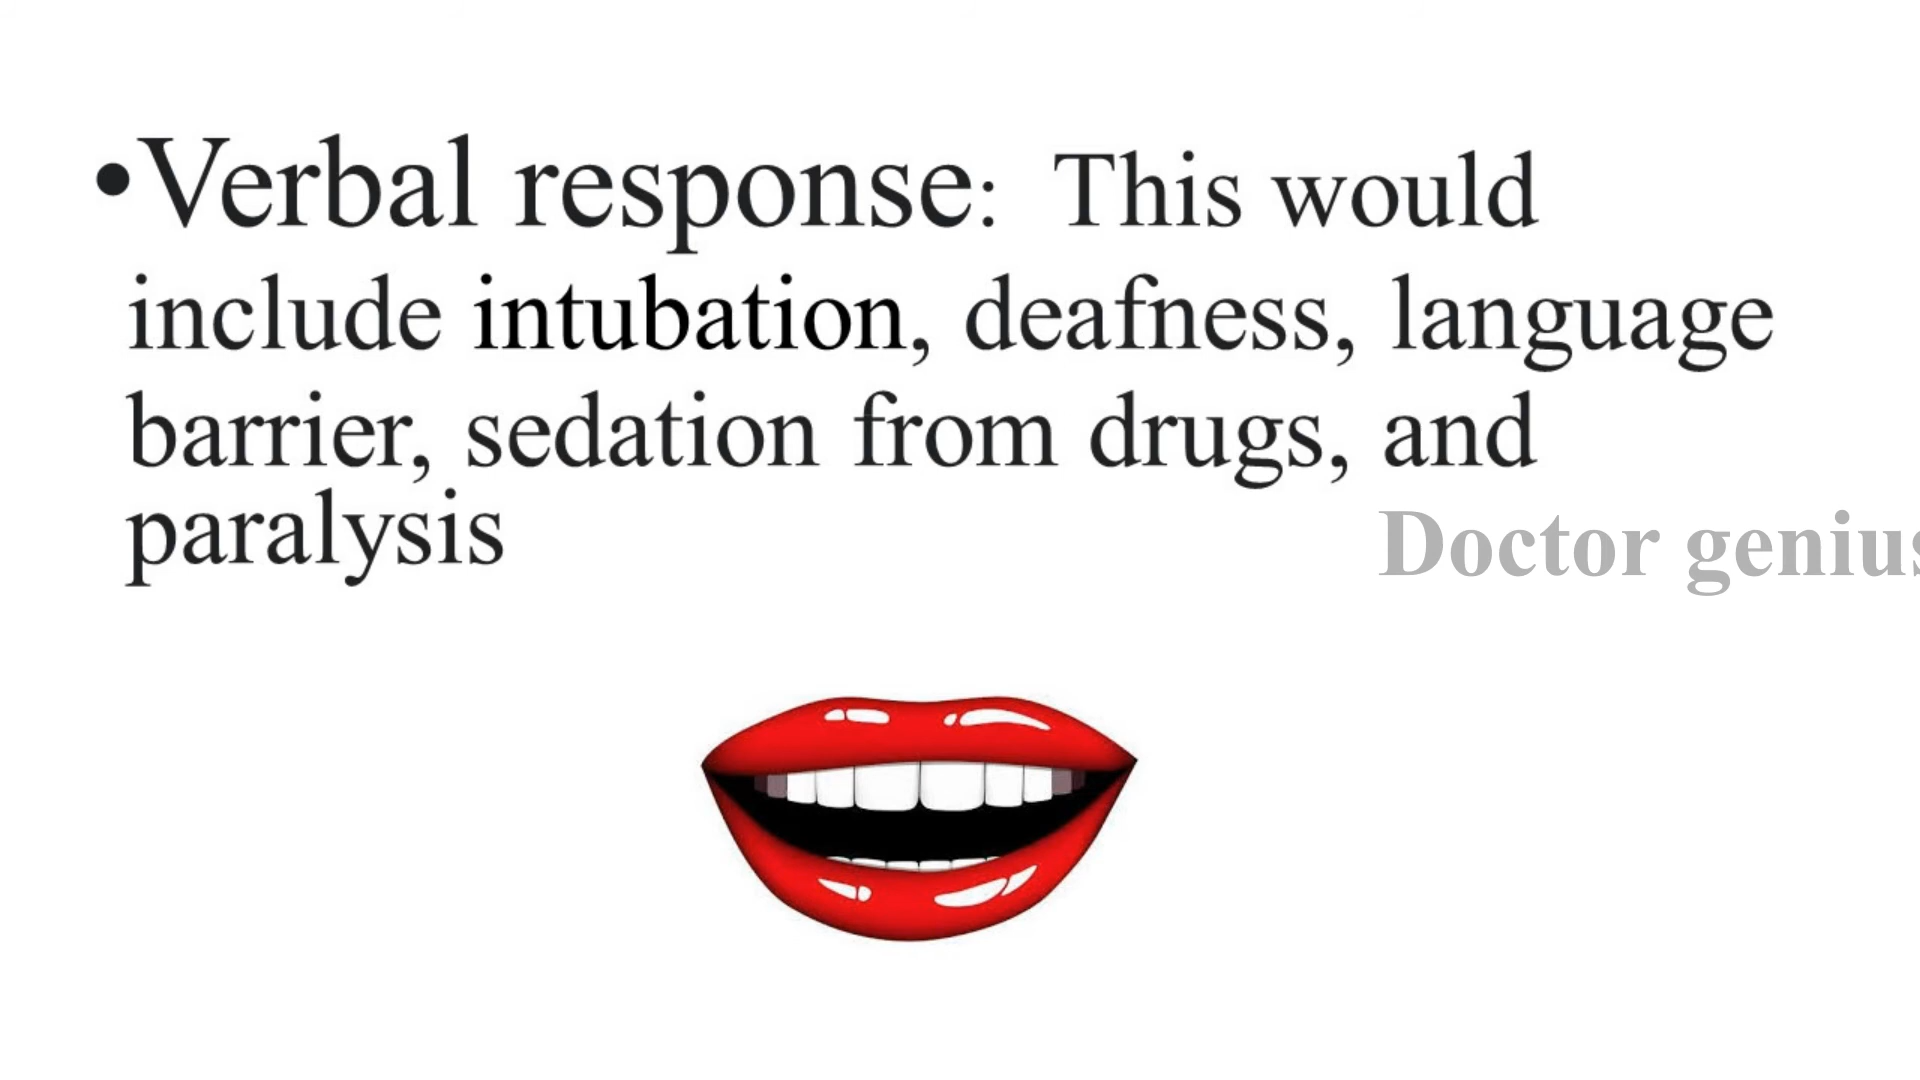 •Verbal response:  This would
include intubation, deafness, language
barrier, sedation from drugs, and
paralysis
Doctor genius